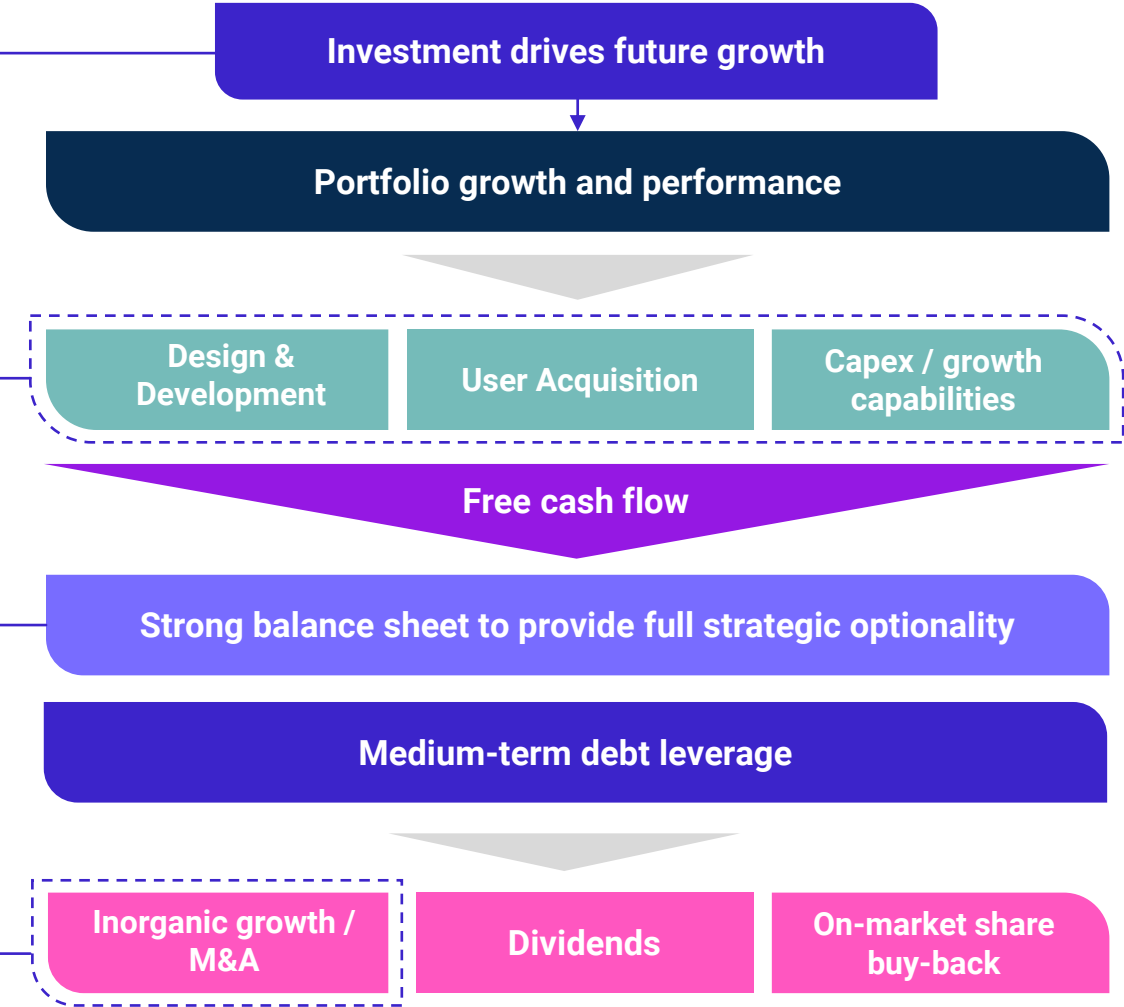 Investment drives future growth
Portfolio growth and performance
Design &
Development
User Acquisition
Capex / growth
capabilities
Free cash flow
Strong balance sheet to provide full strategic optionality
Medium-term debt leverage
Inorganic growth /
M&A
Dividends
On-market share
buy-back